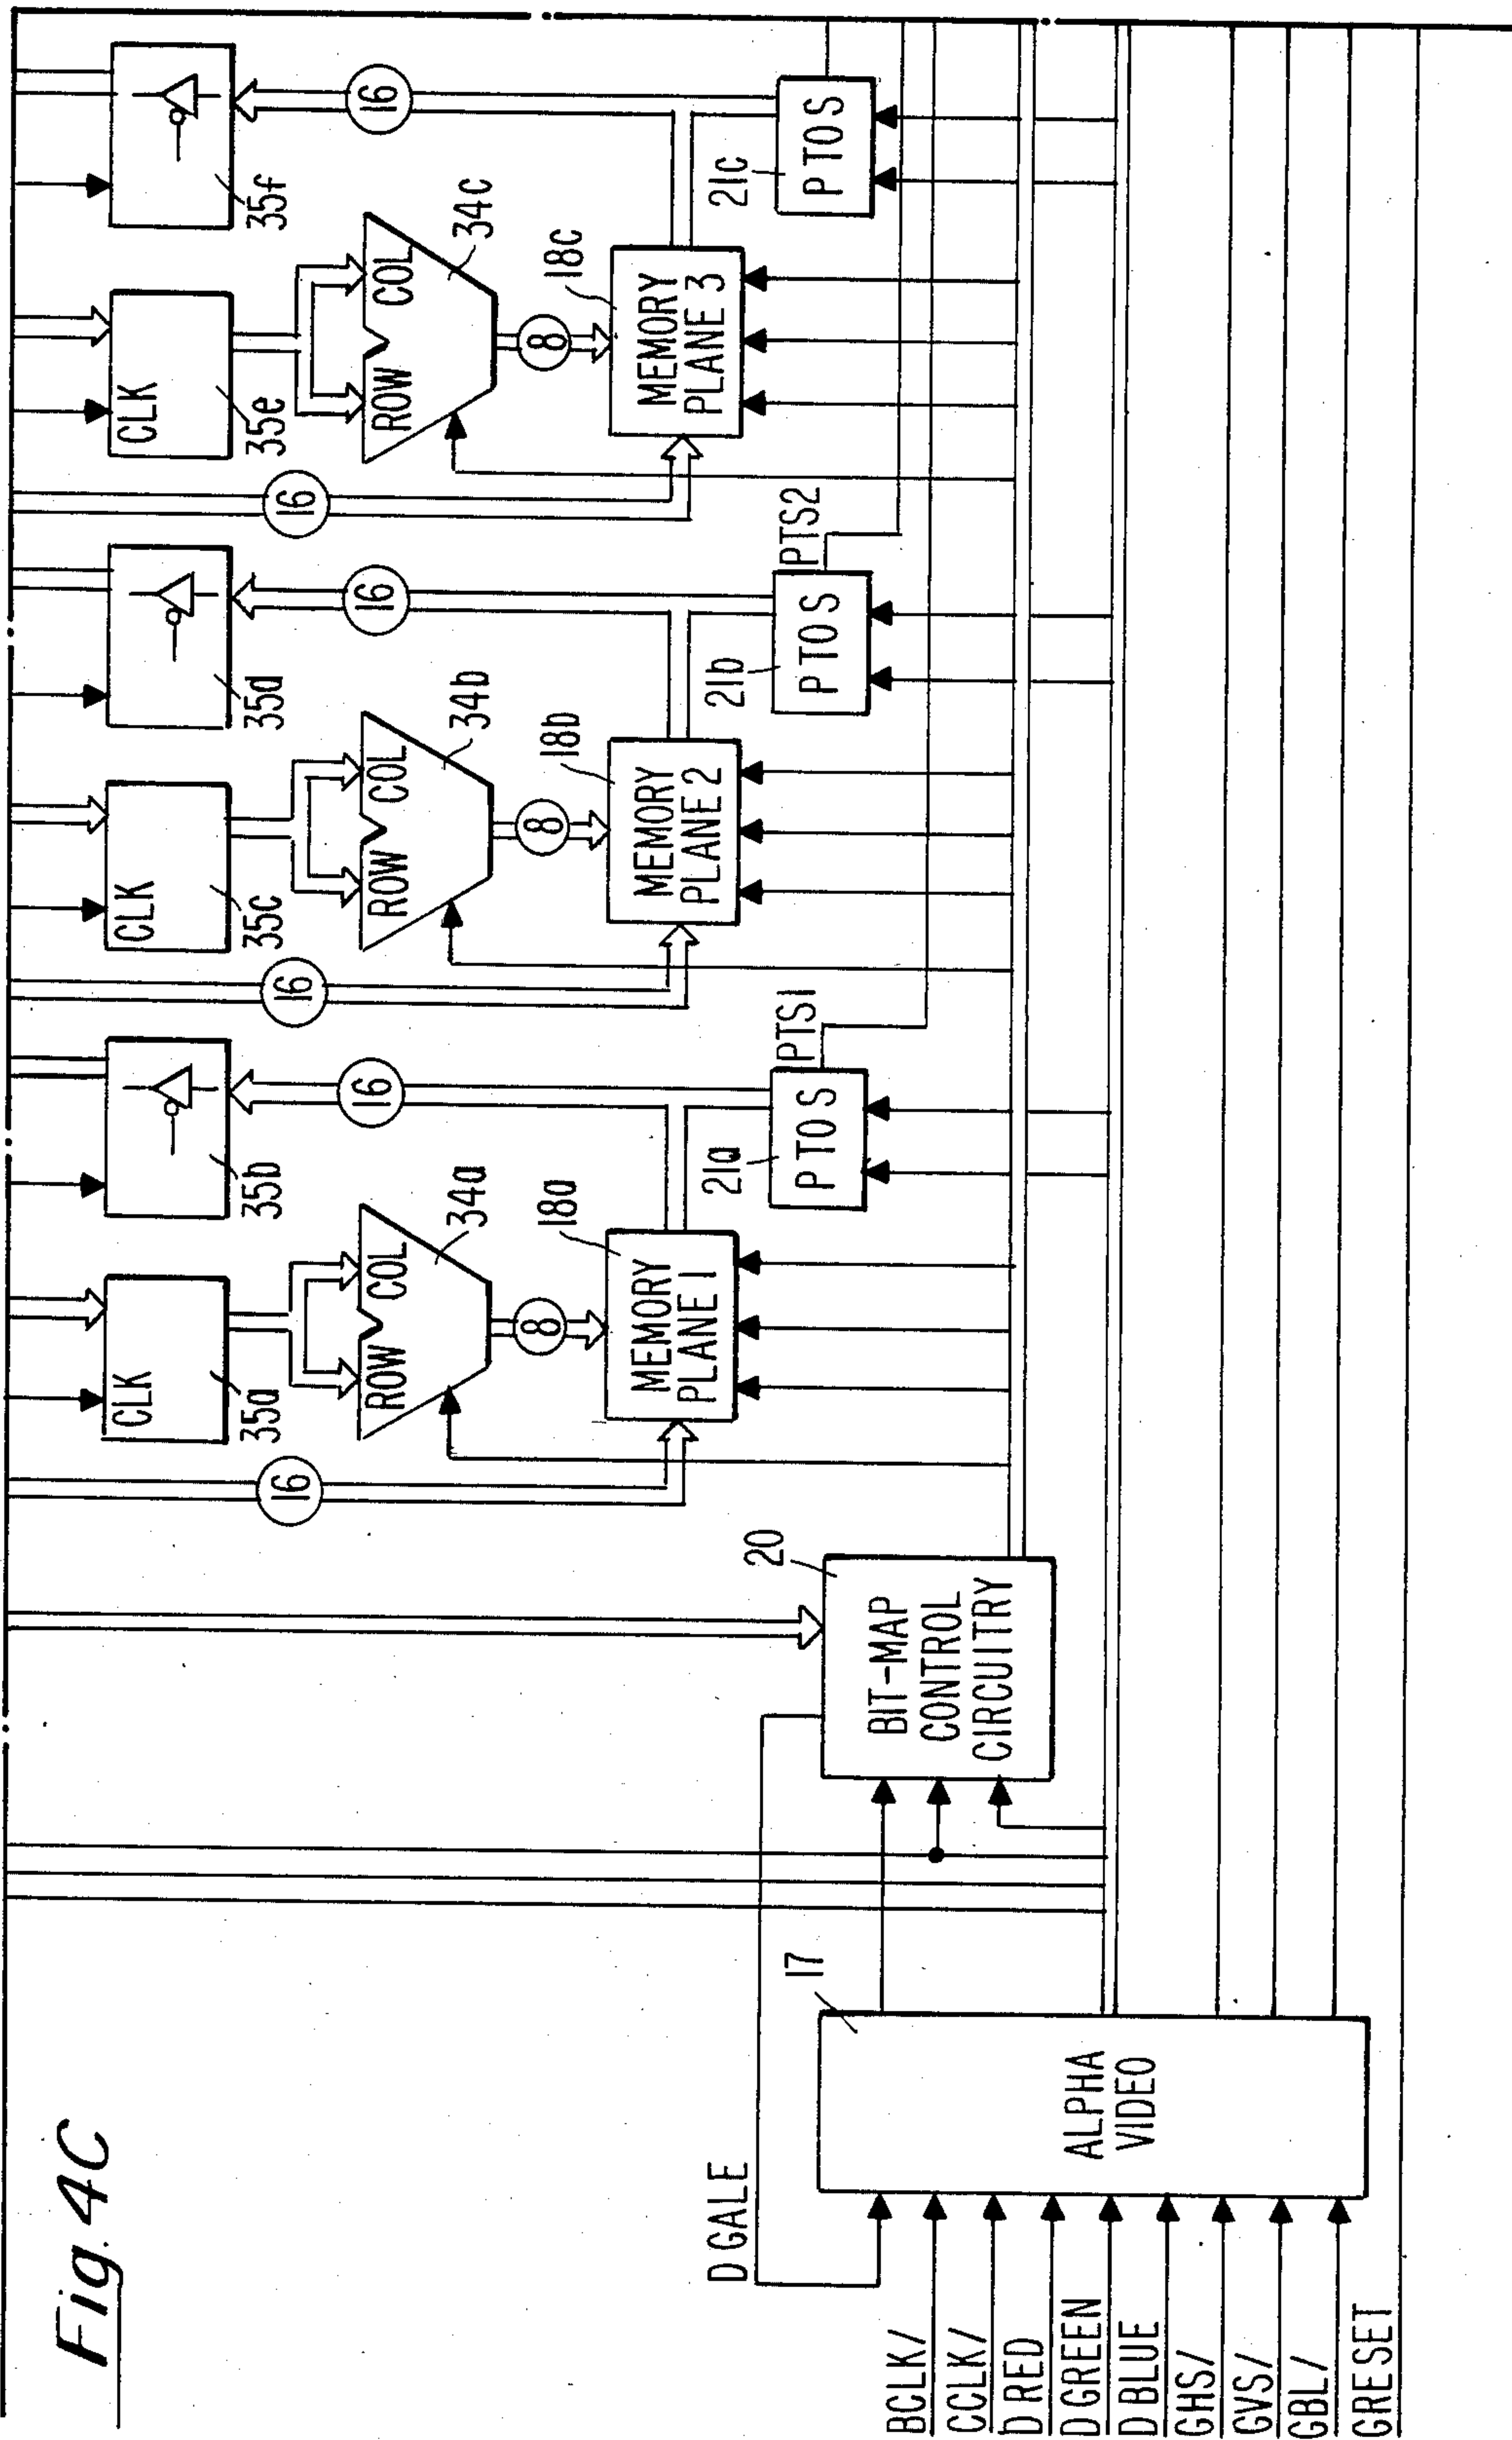 Fig. 4C
CLK
35a
35b
CLK
35c
35d
CLK
35e
35f
16
ROW COL
34a
16
16
ROW COL
34b
16
16
ROW COL
34c
16
8
8
8
MEMORY
PLANE 1
18a
MEMORY
PLANE 2
18b
MEMORY
PLANE 3
18c
21a
P TO S
PTS1
21b
P TO S
PTS2
21c
P TO S
20
BIT-MAP
CONTROL
CIRCUITRY
17
ALPHA
VIDEO
D GALE
BCLK/
CCLK/
D RED
D GREEN
D BLUE
GHS/
GVS/
GBL/
GRESET